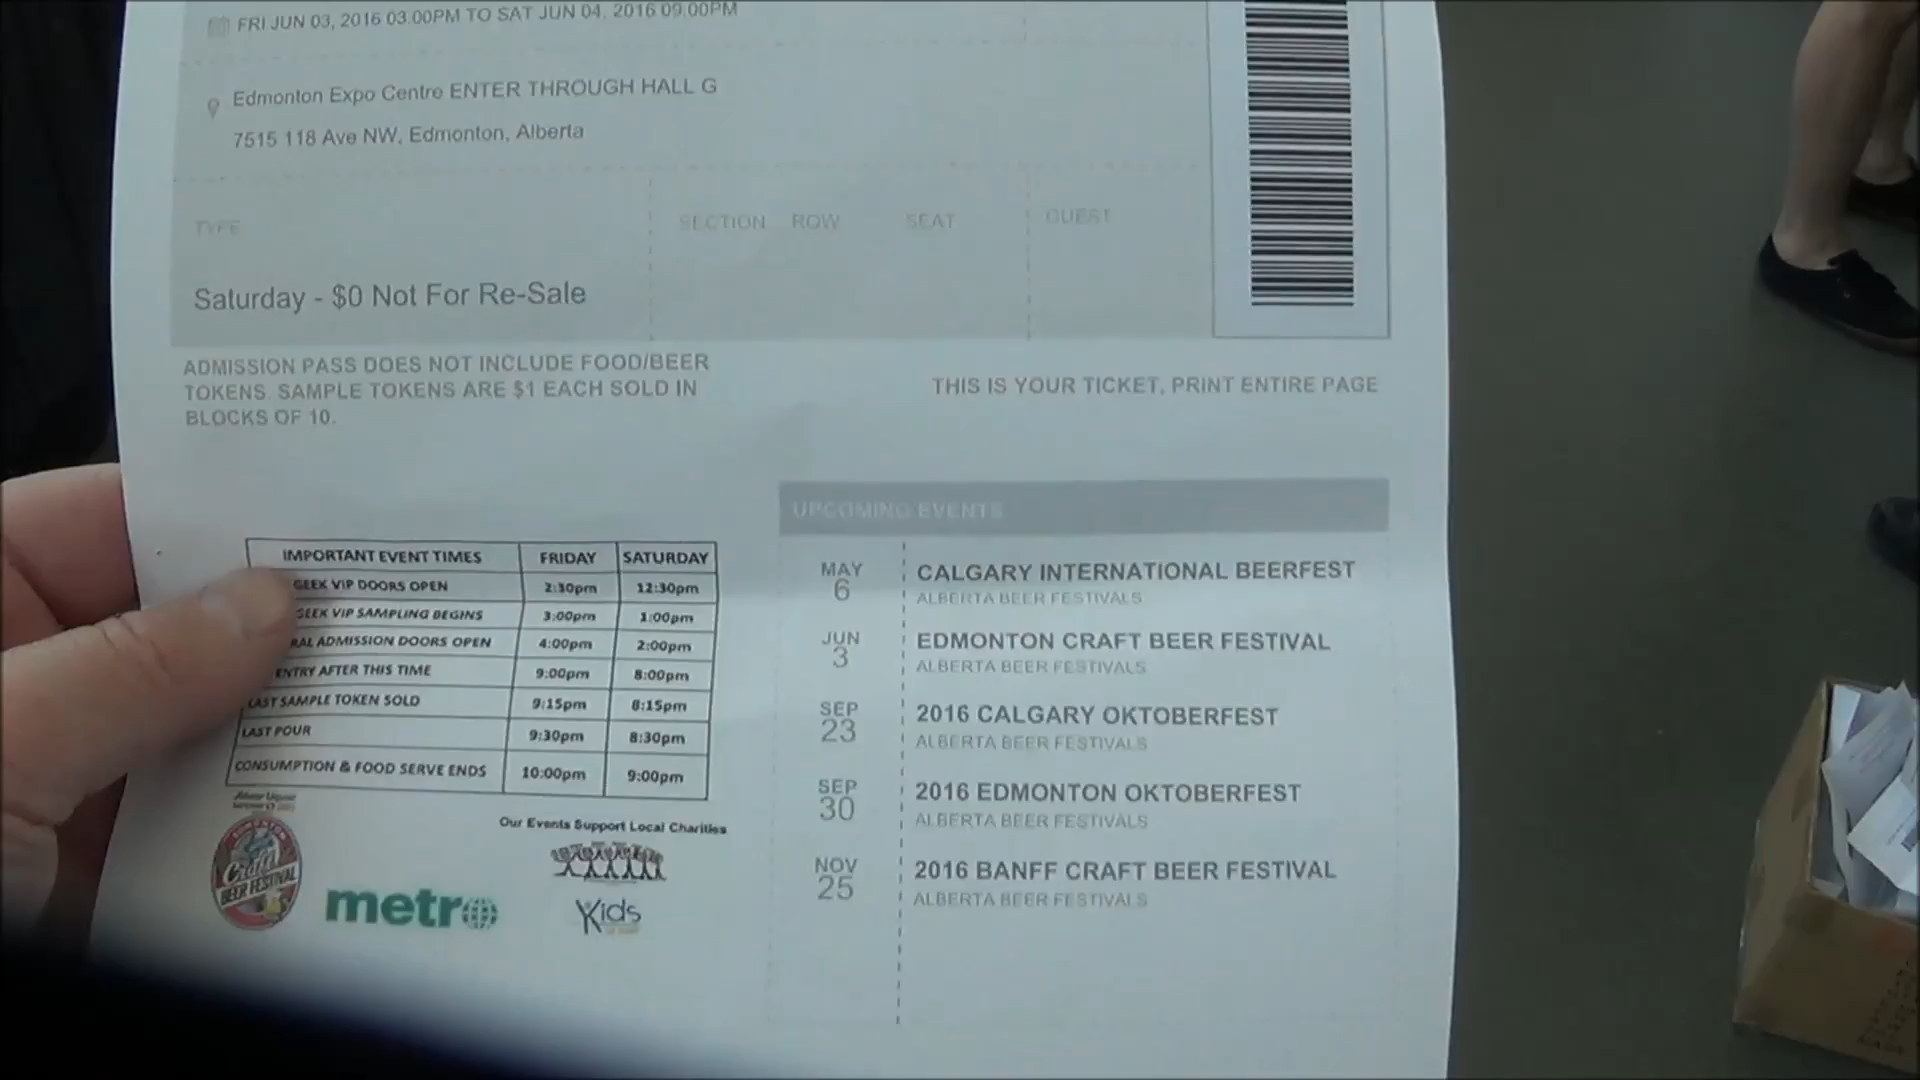 FRI JUN 03, 2016 03.00PM TO SAT JUN 04, 2016 09.00PM
Edmonton Expo Centre ENTER THROUGH HALL G
7515 118 Ave NW, Edmonton, Alberta
TYPE SECTION ROW SEAT GUEST
Saturday - $0 Not For Re-Sale
ADMISSION PASS DOES NOT INCLUDE FOOD/BEER
TOKENS. SAMPLE TOKENS ARE $1 EACH SOLD IN
BLOCKS OF 10.
THIS IS YOUR TICKET, PRINT ENTIRE PAGE
IMPORTANT EVENT TIMES FRIDAY SATURDAY
GEEK VIP DOORS OPEN 2:30pm 12:30pm
GEEK VIP SAMPLING BEGINS 3:00pm 1:00pm
RAL ADMISSION DOORS OPEN 4:00pm 2:00pm
ENTRY AFTER THIS TIME 9:00pm 8:00pm
LAST SAMPLE TOKEN SOLD 9:15pm 8:15pm
LAST POUR 9:30pm 8:30pm
CONSUMPTION & FOOD SERVE ENDS 10:00pm 9:00pm
Craft
BEER FESTIVAL
metro
Our Events Support Local Charities
Kids
UPCOMING EVENTS
MAY 6 CALGARY INTERNATIONAL BEERFEST
ALBERTA BEER FESTIVALS
JUN 3 EDMONTON CRAFT BEER FESTIVAL
ALBERTA BEER FESTIVALS
SEP 23 2016 CALGARY OKTOBERFEST
ALBERTA BEER FESTIVALS
SEP 30 2016 EDMONTON OKTOBERFEST
ALBERTA BEER FESTIVALS
NOV 25 2016 BANFF CRAFT BEER FESTIVAL
ALBERTA BEER FESTIVALS